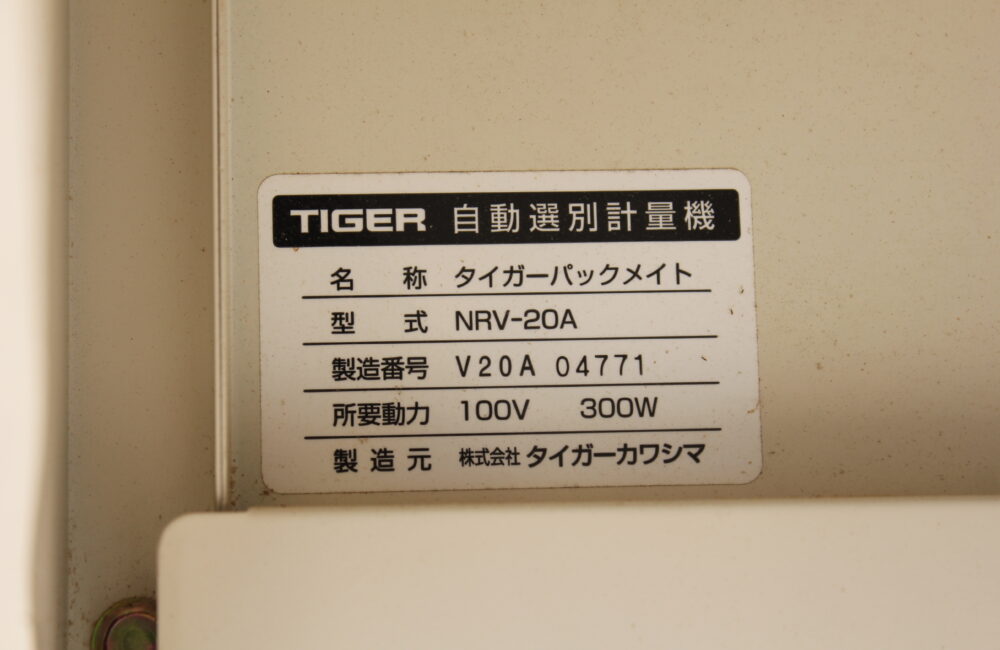 TIGER 自動選別計量機
名称 タイガーパックメイト
型式 NRV-20A
製造番号 V20A 04771
所要動力 100V 300W
製造元 株式会社 タイガーカワシマ